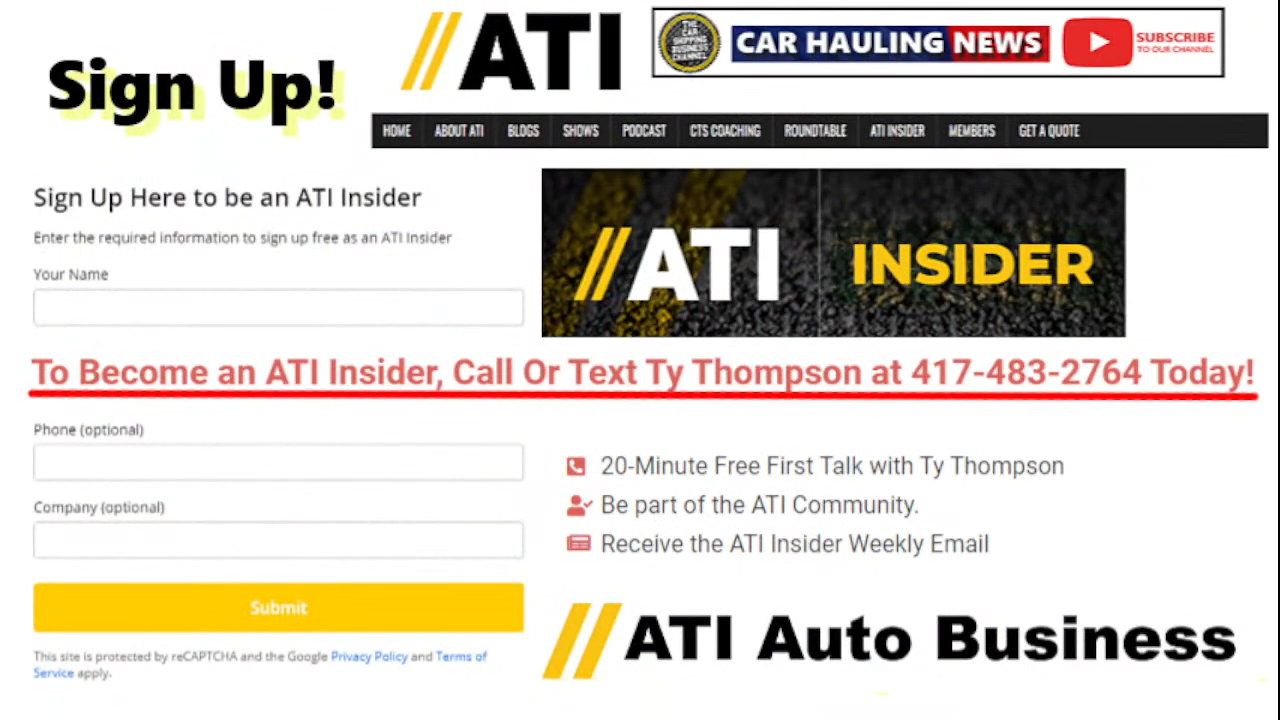 Sign Up!
//ATI
THE CAR SHIPPING BUSINESS CHANNEL
CAR HAULING NEWS
SUBSCRIBE
TO OUR CHANNEL
HOME ABOUT ATI BLOGS SHOWS PODCAST CTS COACHING ROUNDTABLE ATI INSIDER MEMBERS GET A QUOTE
Sign Up Here to be an ATI Insider
Enter the required information to sign up free as an ATI Insider
Your Name
//ATI INSIDER
To Become an ATI Insider, Call Or Text Ty Thompson at 417-483-2764 Today!
Phone (optional)
Company (optional)
Submit
This site is protected by reCAPTCHA and the Google Privacy Policy and Terms of
Service apply.
20-Minute Free First Talk with Ty Thompson
Be part of the ATI Community.
Receive the ATI Insider Weekly Email
//ATI Auto Business